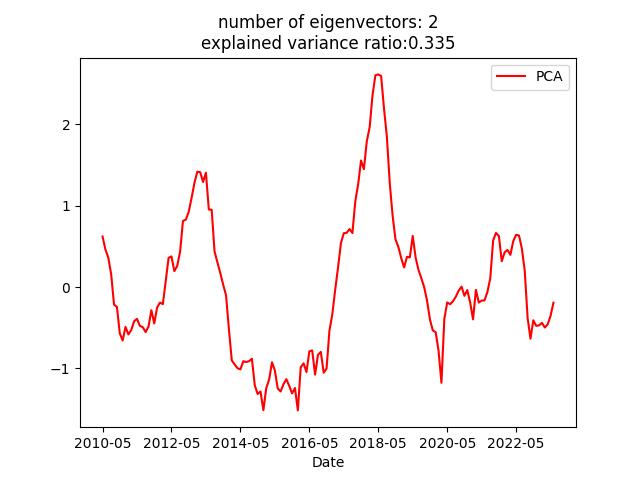 number of eigenvectors: 2
explained variance ratio:0.335
PCA
2
1
0
−1
2010-05 2012-05 2014-05 2016-05 2018-05 2020-05 2022-05
Date